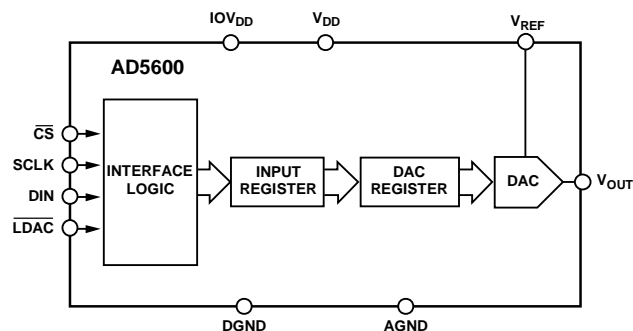 IOVDD
VDD
VREF
AD5600
CS
SCLK
DIN
LDAC
INTERFACE
LOGIC
INPUT
REGISTER
DAC
REGISTER
DAC
VOUT
DGND
AGND